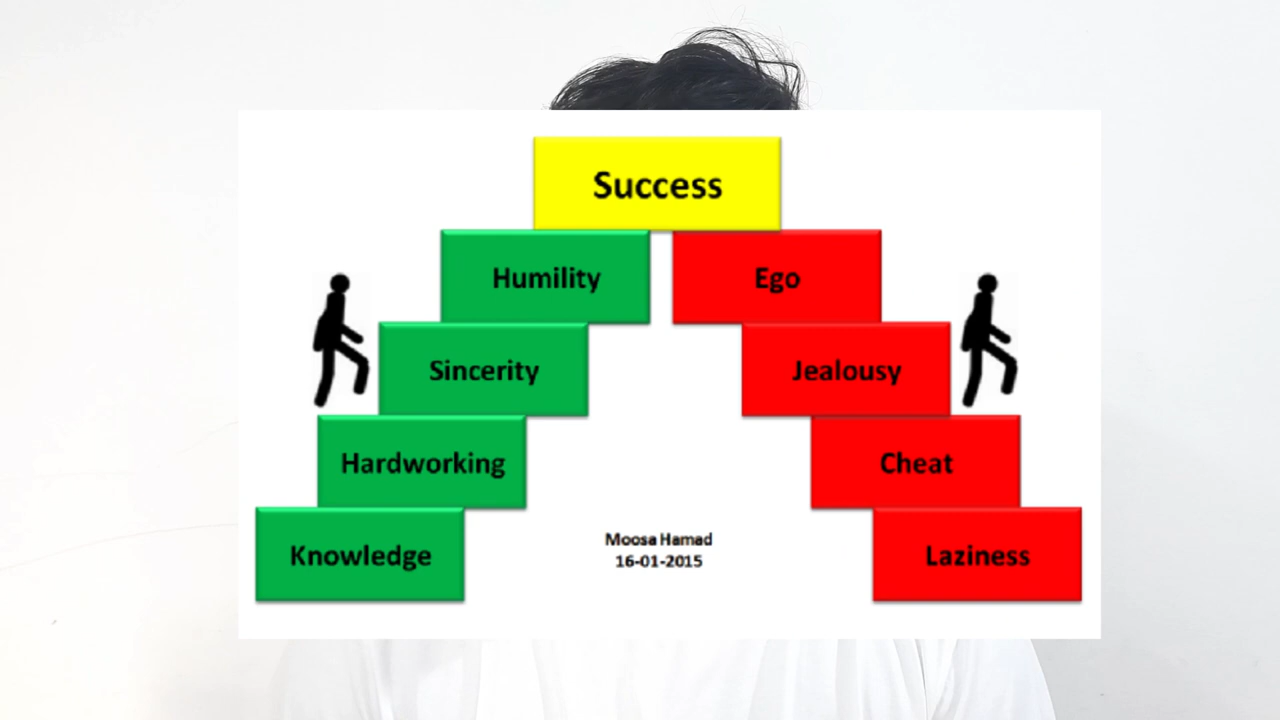 Success
Humility
Ego
Sincerity
Jealousy
Hardworking
Cheat
Moosa Hamad
16-01-2015
Knowledge
Laziness